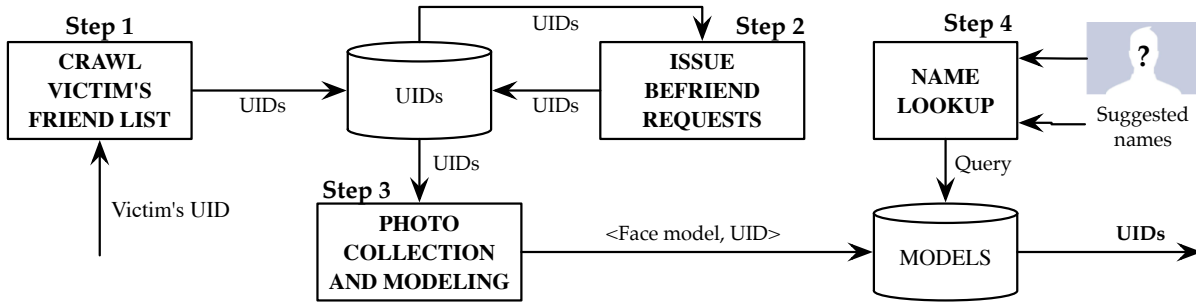 Step 1
CRAWL
VICTIM'S
FRIEND LIST
Victim's UID
UIDs
UIDs
UIDs
UIDs
Step 2
ISSUE
BEFRIEND
REQUESTS
UIDs
Step 3
PHOTO
COLLECTION
AND MODELING
<Face model, UID>
Step 4
NAME
LOOKUP
?
Suggested
names
Query
MODELS
UIDs